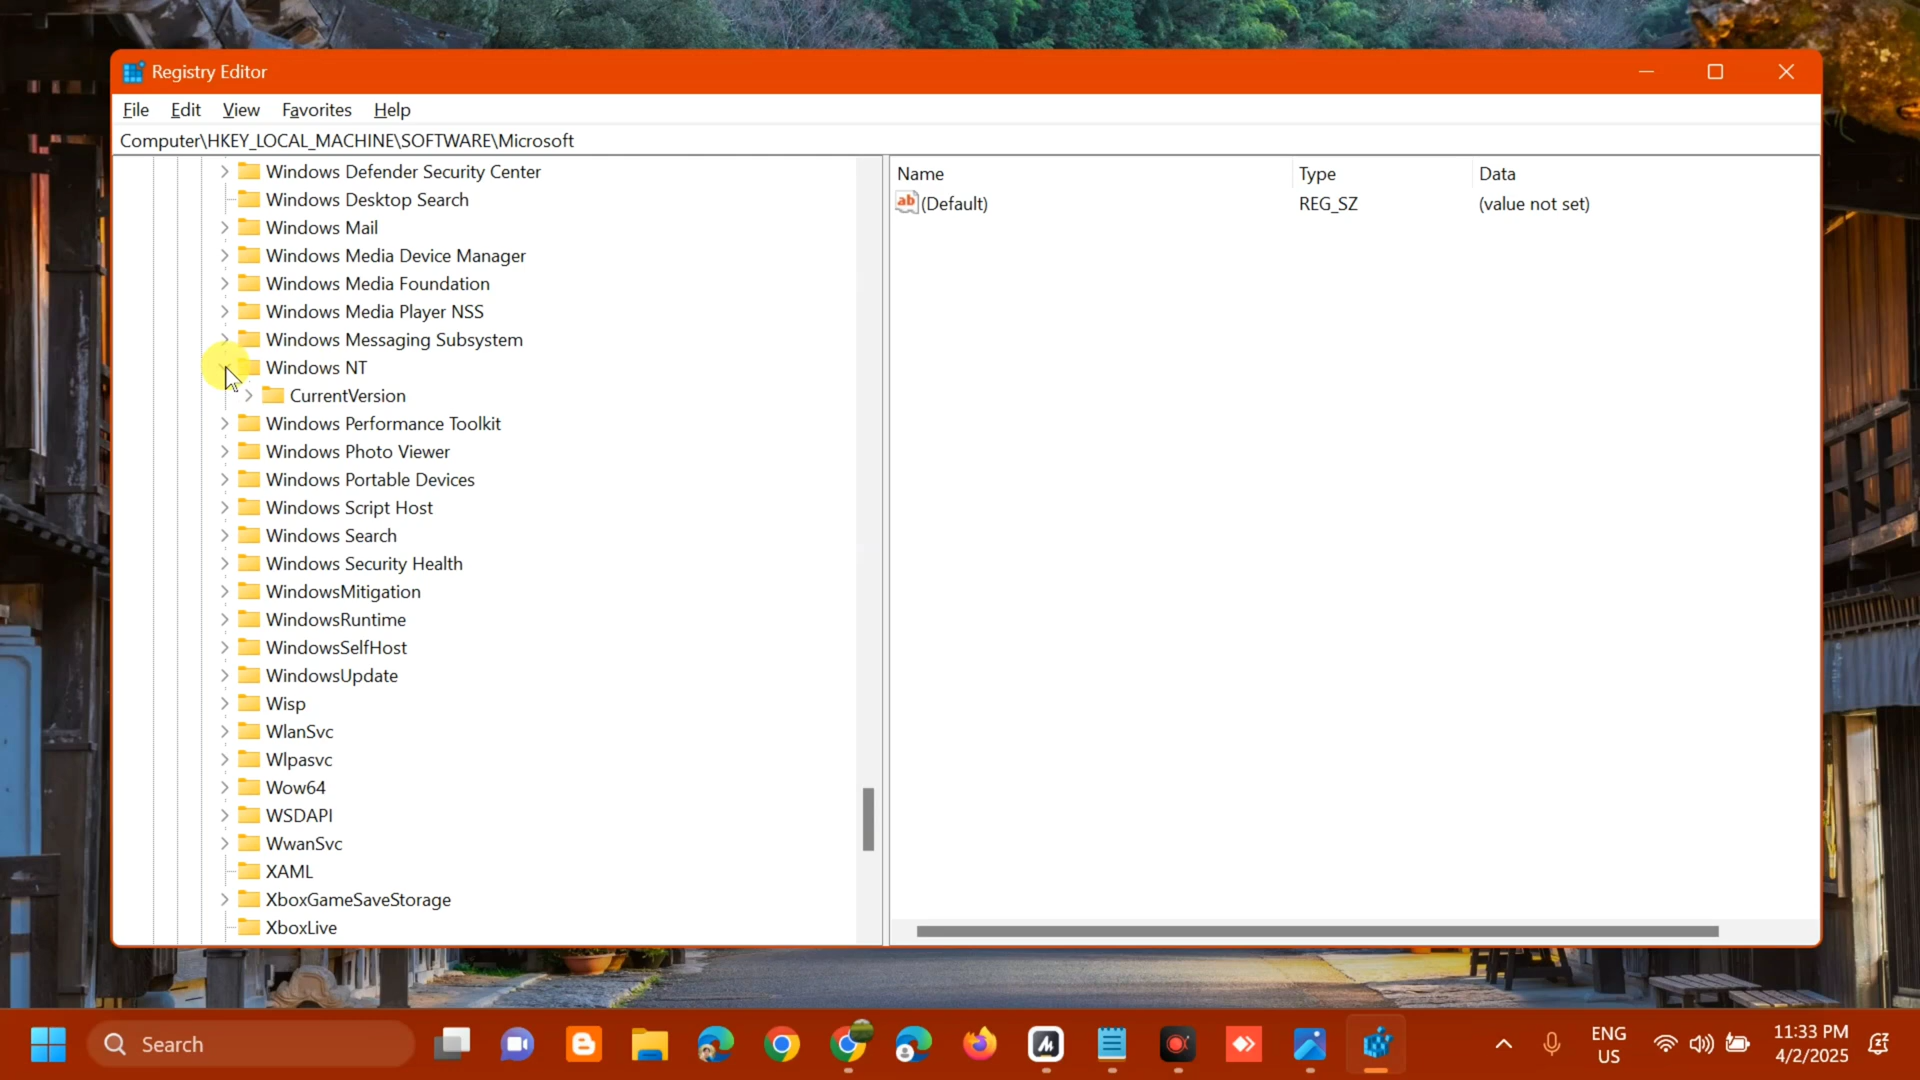 Registry Editor
File Edit View Favorites Help
Computer\HKEY_LOCAL_MACHINE\SOFTWARE\Microsoft
Name Type Data
(Default) REG_SZ (value not set)
Windows Defender Security Center
Windows Desktop Search
Windows Mail
Windows Media Device Manager
Windows Media Foundation
Windows Media Player NSS
Windows Messaging Subsystem
Windows NT
CurrentVersion
Windows Performance Toolkit
Windows Photo Viewer
Windows Portable Devices
Windows Script Host
Windows Search
Windows Security Health
WindowsMitigation
WindowsRuntime
WindowsSelfHost
WindowsUpdate
Wisp
WlanSvc
Wlpasvc
Wow64
WSDAPI
WwanSvc
XAML
XboxGameSaveStorage
XboxLive
Search
ENG
US
11:33 PM
4/2/2025